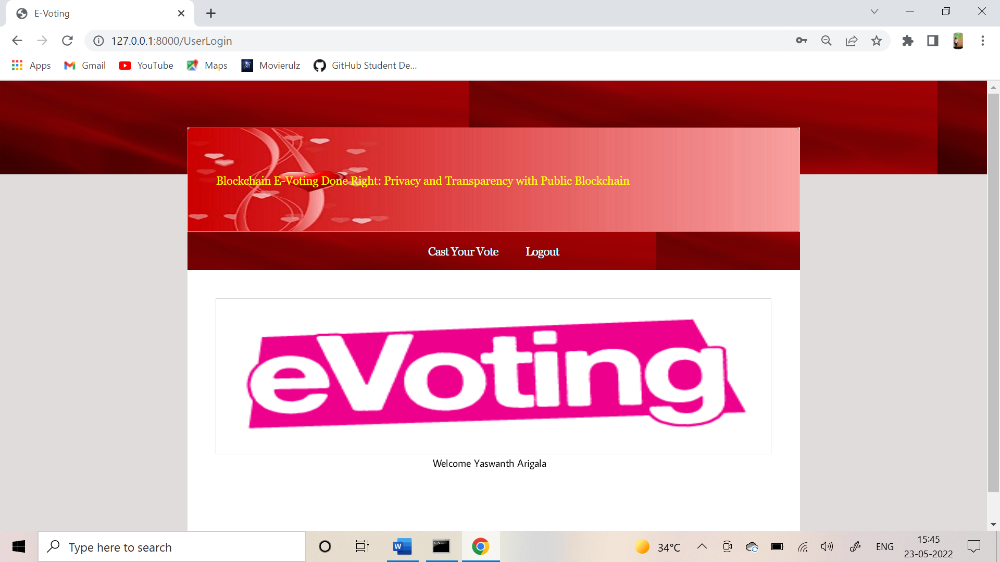 E-Voting
127.0.0.1:8000/UserLogin
Apps Gmail YouTube Maps Movierulz GitHub Student De...
Blockchain E-Voting Done Right: Privacy and Transparency with Public Blockchain
Cast Your Vote Logout
eVoting
Welcome Yaswanth Arigala
Type here to search
34°C
ENG
15:45
23-05-2022